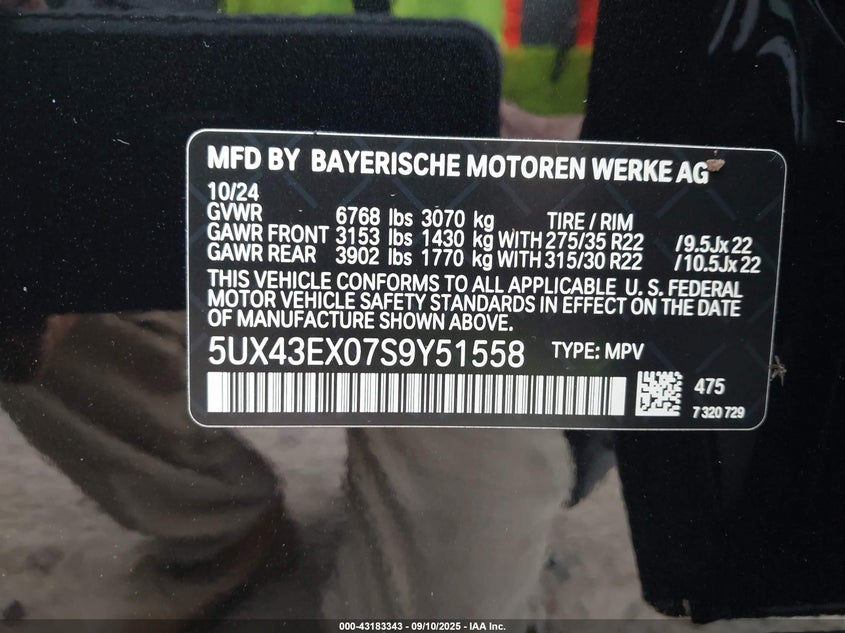 MFD BY BAYERISCHE MOTOREN WERKE AG
10/24
GVWR 6768 lbs 3070 kg TIRE / RIM
GAWR FRONT 3153 lbs 1430 kg WITH 275/35 R22 /9.5Jx22
GAWR REAR 3902 lbs 1770 kg WITH 315/30 R22 /10.5Jx22
THIS VEHICLE CONFORMS TO ALL APPLICABLE U. S. FEDERAL
MOTOR VEHICLE SAFETY STANDARDS IN EFFECT ON THE DATE
OF MANUFACTURE SHOWN ABOVE.
5UX43EX07S9Y51558 TYPE: MPV
475
7 320 729
000-43183343 - 09/10/2025 - IAA Inc.